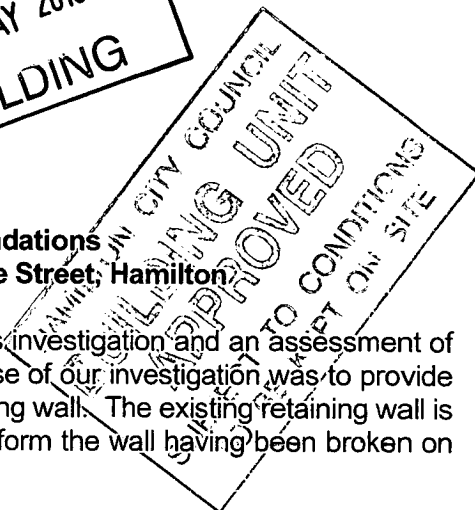 AY 201
LDING
HAMILTON CITY COUNCIL
BUILDING UNIT
APPROVED
SUBJECT TO CONDITIONS
KEPT ON SITE
ndations
e Street, Hamilton
s investigation and an assessment of
se of our investigation was to provide
ng wall. The existing retaining wall is
form the wall having been broken on